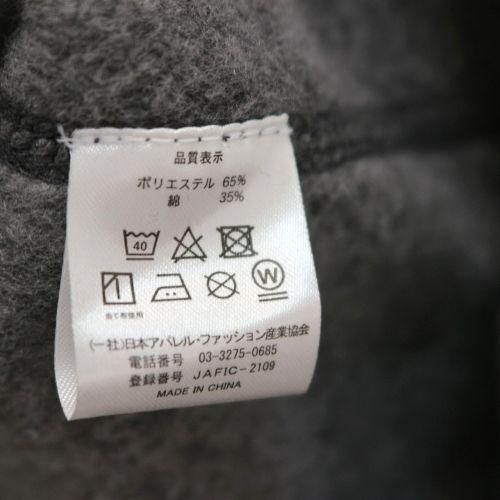 品質表示
ポリエステル 65%
綿 35%
40
W
当て布使用
(一社)日本アパレル・ファッション産業協会
電話番号 03-3275-0685
登録番号 JAFIC-2109
MADE IN CHINA